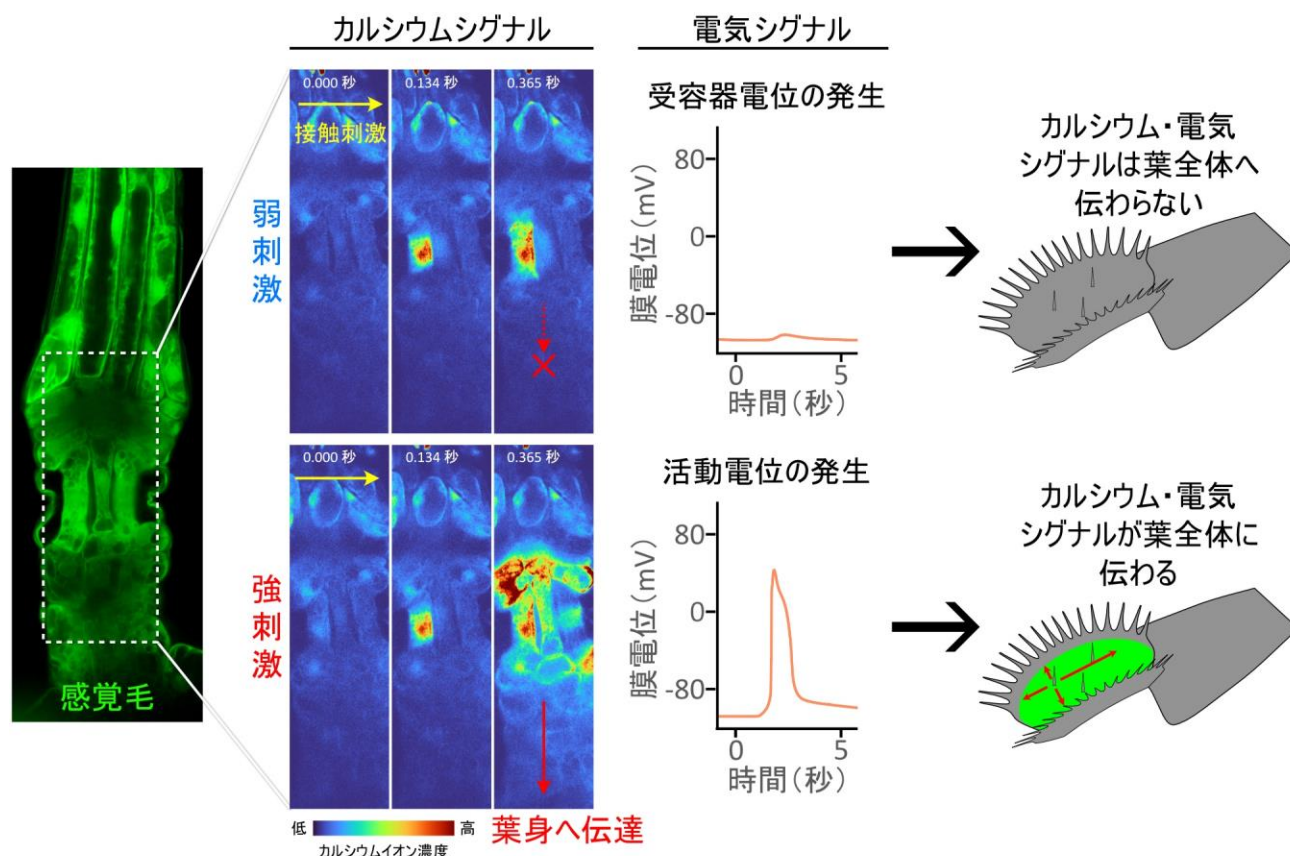 カルシウムシグナル
電気シグナル
0.000 秒
0.134 秒
0.365 秒
接触刺激
弱刺激
受容器電位の発生
80
0
-80
膜電位(mV)
0
5
時間(秒)
カルシウム・電気
シグナルは葉全体へ
伝わらない
感覚毛
0.000 秒
0.134 秒
0.365 秒
強刺激
活動電位の発生
80
0
-80
膜電位(mV)
0
5
時間(秒)
カルシウム・電気
シグナルが葉全体に
伝わる
低
高
カルシウムイオン濃度
葉身へ伝達